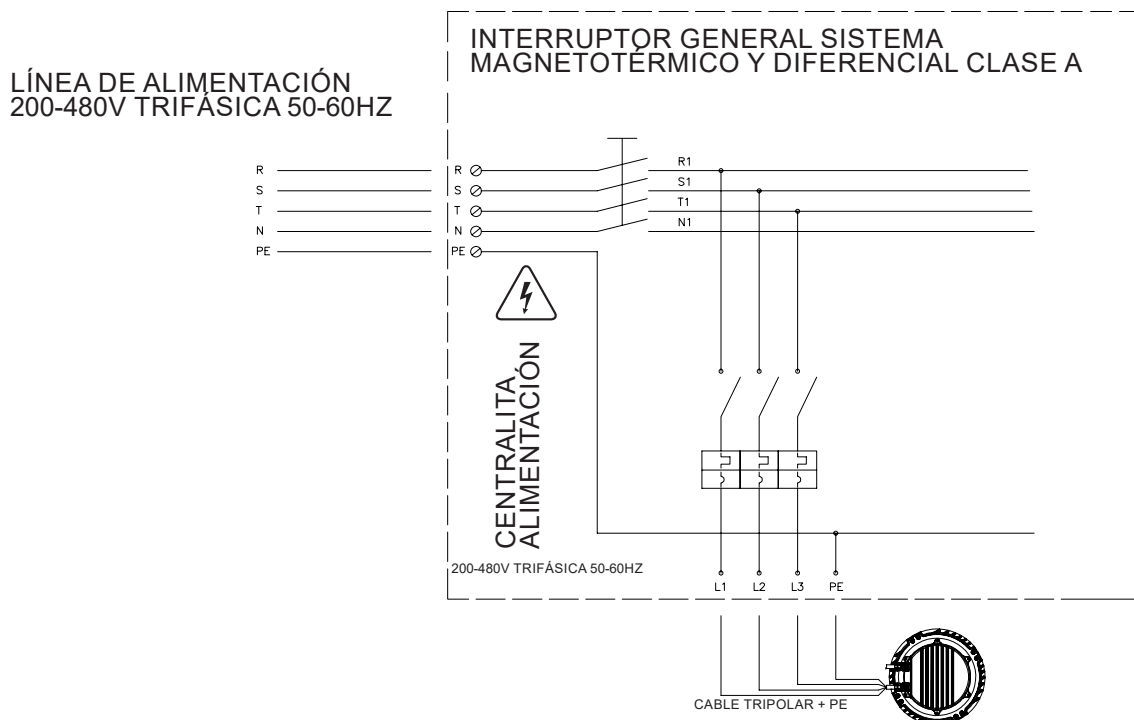 INTERRUPTOR GENERAL SISTEMA
MAGNETOTÉRMICO Y DIFERENCIAL CLASE A
LÍNEA DE ALIMENTACIÓN
200-480V TRIFÁSICA 50-60HZ
R R R1
S S S1
T T T1
N N N1
PE PE
CENTRALITA
ALIMENTACIÓN
200-480V TRIFÁSICA 50-60HZ
L1 L2 L3 PE
CABLE TRIPOLAR + PE